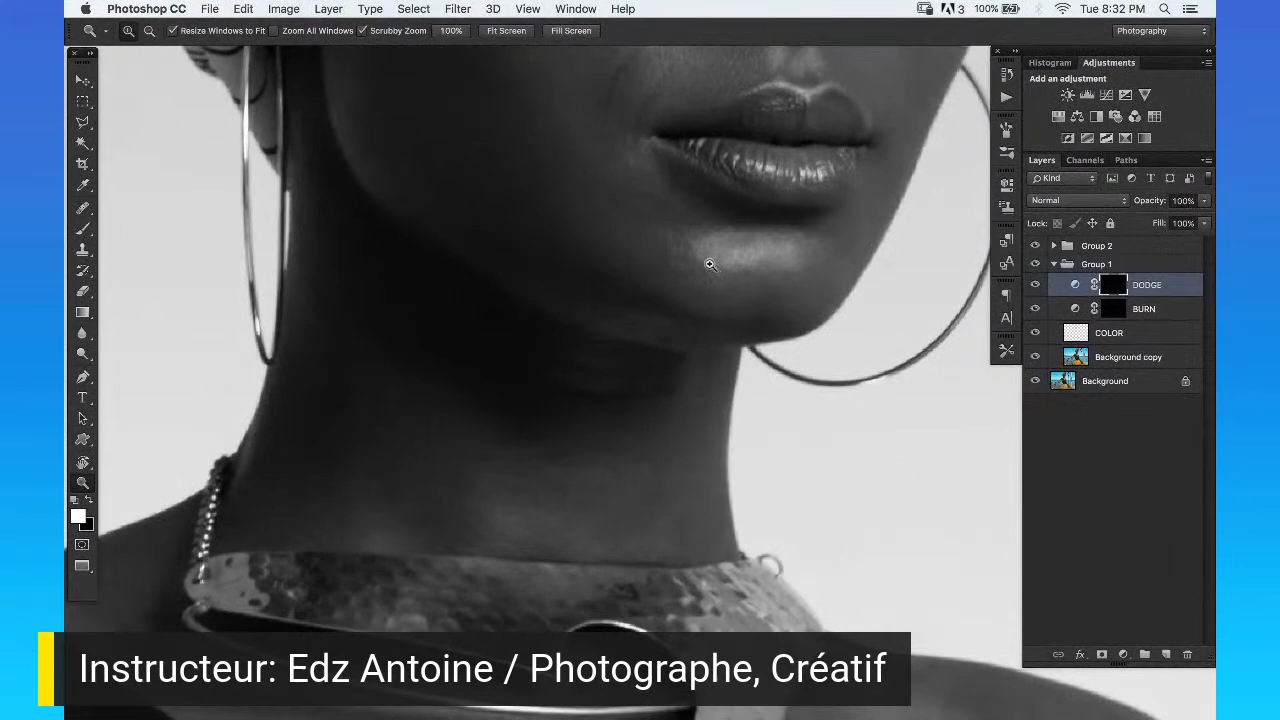 Photoshop CC File Edit Image Layer Type Select Filter 3D View Window Help 3 100% Tue 8:32 PM
Resize Windows to Fit Zoom All Windows Scrubby Zoom 100% Fit Screen Fill Screen Photography
Histogram Adjustments
Add an adjustment
Layers Channels Paths
Kind
Normal Opacity: 100%
Lock: Fill: 100%
Group 2
Group 1
DODGE
BURN
COLOR
Background copy
Background
Instructeur: Edz Antoine / Photographe, Créatif